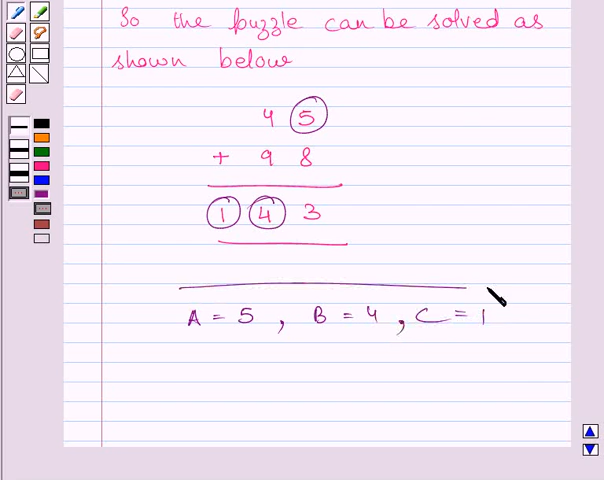 So the puzzle can be solved as
shown below
4 5
+ 9 8
1 4 3
A = 5 , B = 4 , C = 1